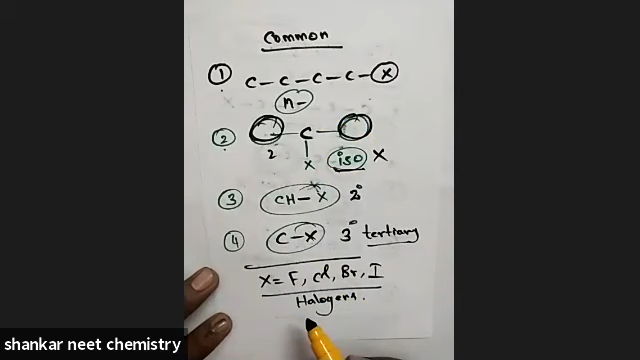 Common
① C - C - C - C - X
n-
② C
2 X iso X
③ CH - X 2°
④ C - X 3° tertiary
X = F, Cl, Br, I
Halogens.
shankar neet chemistry